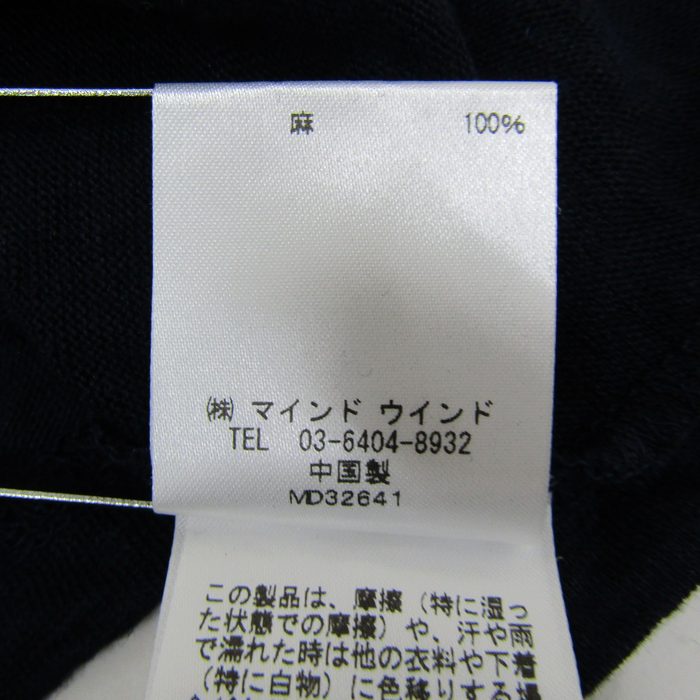 麻 100%
㈱ マインド ウインド
TEL 03-6404-8932
中国製
MD32641
この製品は、摩擦（特に湿っ
た状態での摩擦）や、汗や雨
で濡れた時は他の衣料や下着
（特に白物）に色移りする場